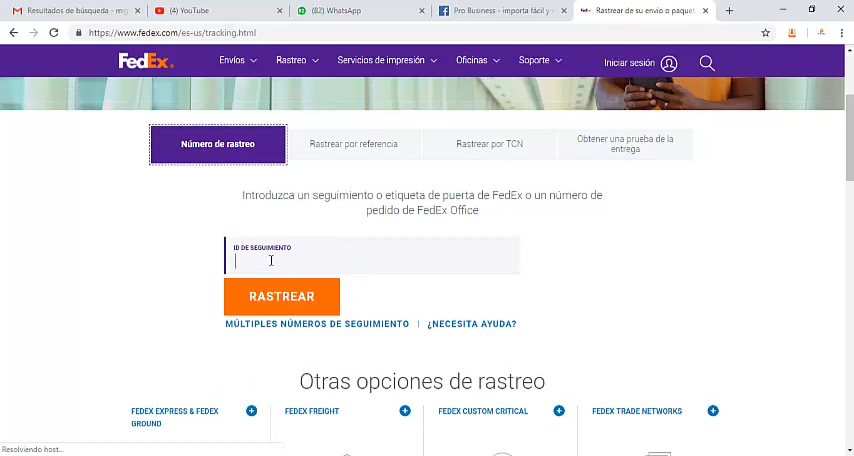 Resultados de búsqueda - mig
(4) YouTube
(82) WhatsApp
Pro Business - importa fácil y
Rastrear de su envio o paquet
https://www.fedex.com/es-us/tracking.html
FedEx.
Envíos
Rastreo
Servicios de impresión
Oficinas
Soporte
Iniciar sesión
Número de rastreo
Rastrear por referencia
Rastrear por TCN
Obtener una prueba de la
entrega
Introduzca un seguimiento o etiqueta de puerta de FedEx o un número de
pedido de FedEx Office
ID DE SEGUIMIENTO
RASTREAR
MÚLTIPLES NÚMEROS DE SEGUIMIENTO | ¿NECESITA AYUDA?
Otras opciones de rastreo
FEDEX EXPRESS & FEDEX
GROUND
FEDEX FREIGHT
FEDEX CUSTOM CRITICAL
FEDEX TRADE NETWORKS
Resolviendo host...